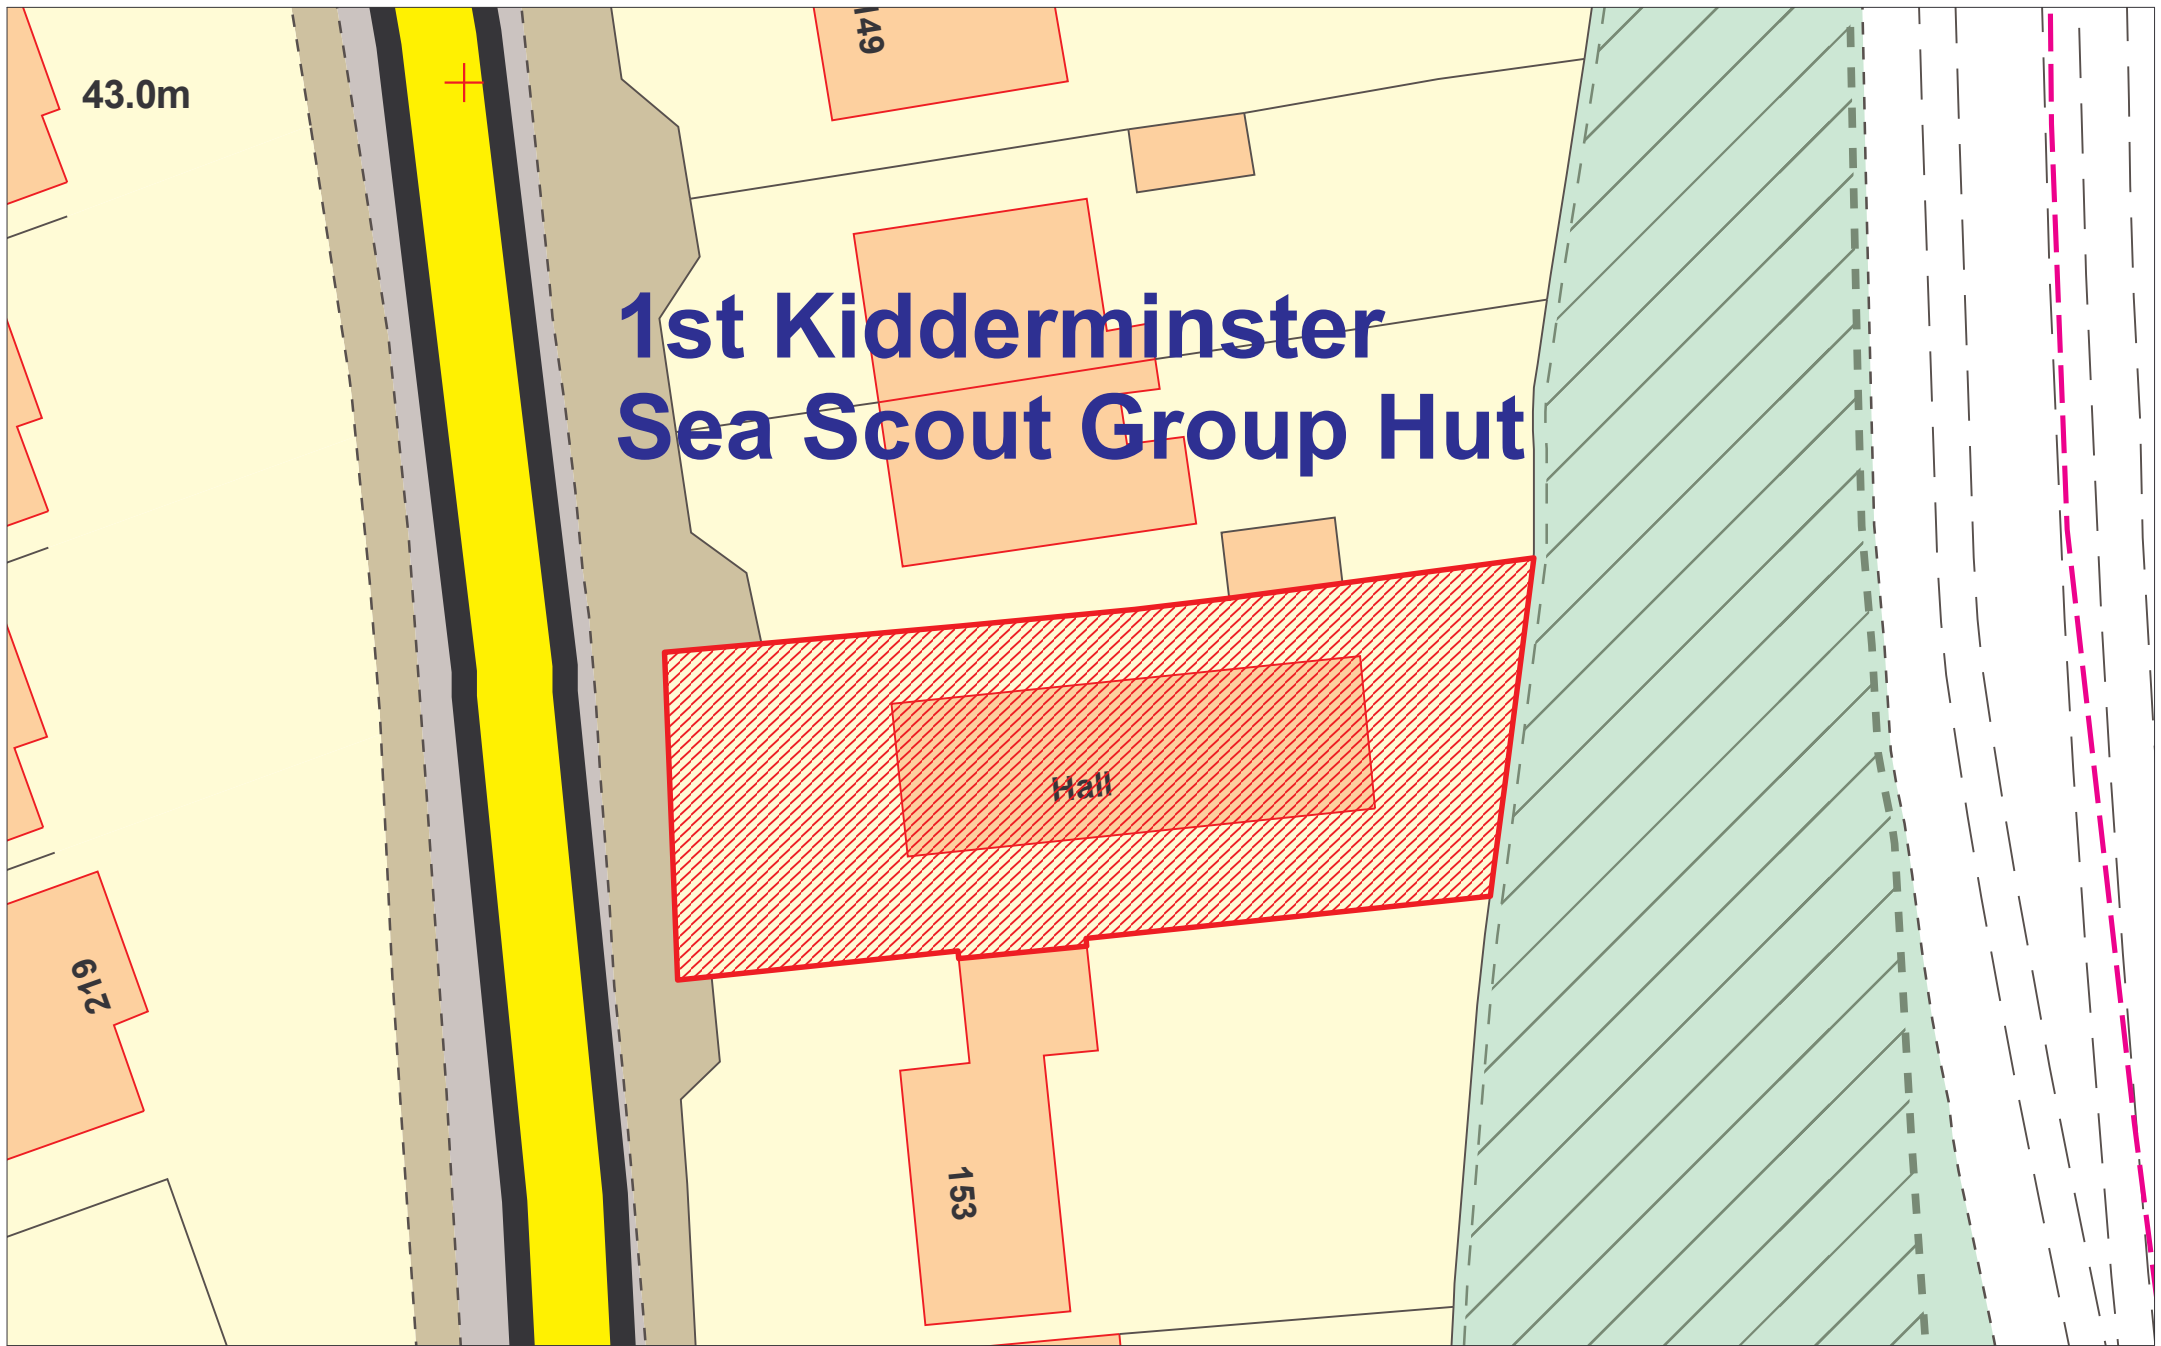 149
43.0m
1st Kidderminster
Sea Scout Group Hut
Hall
219
153